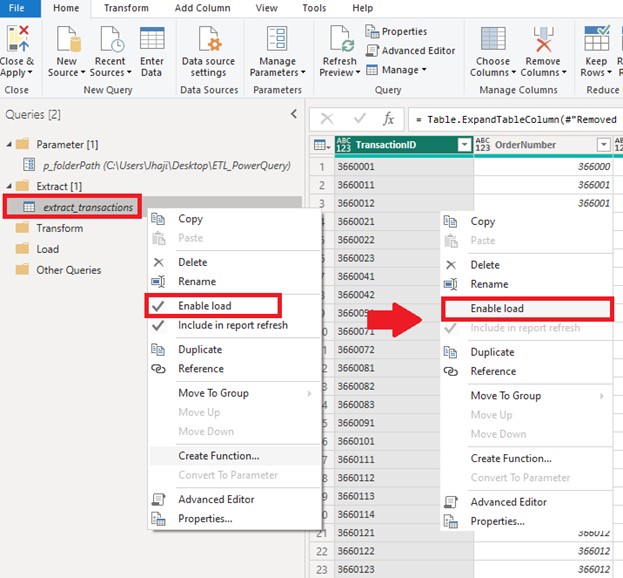 File Home Transform Add Column View Tools Help
Close & Apply New Source Recent Sources Enter Data Data source settings Manage Parameters Refresh Preview Properties Advanced Editor Manage Choose Columns Remove Columns Keep Rows
Close New Query Data Sources Parameters Query Manage Columns Reduce
Queries [2]
= Table.ExpandTableColumn(#"Removed
Parameter [1]
p_folderPath (C:\Users\Jhaji\Desktop\ETL_PowerQuery)
Extract [1]
extract_transactions
Transform
Load
Other Queries
ABC 123 TransactionID ABC 123 OrderNumber
1 3660001 366000
2 3660011 366001
3 3660012 366001
3660021
3660022
3660023
3660041
3660042
366005
3660071
3660072
3660081
3660082
3660083
3660091
3660101
3660111
3660112
3660113
3660114
21 3660121 366012
22 3660122 366012
23 3660123 366012
Copy
Paste
Delete
Rename
Enable load
Include in report refresh
Duplicate
Reference
Move To Group
Move Up
Move Down
Create Function...
Convert To Parameter
Advanced Editor
Properties...
Copy
Paste
Delete
Rename
Enable load
Include in report refresh
Duplicate
Reference
Move To Group
Move Up
Move Down
Create Function...
Convert To Parameter
Advanced Editor
Properties...